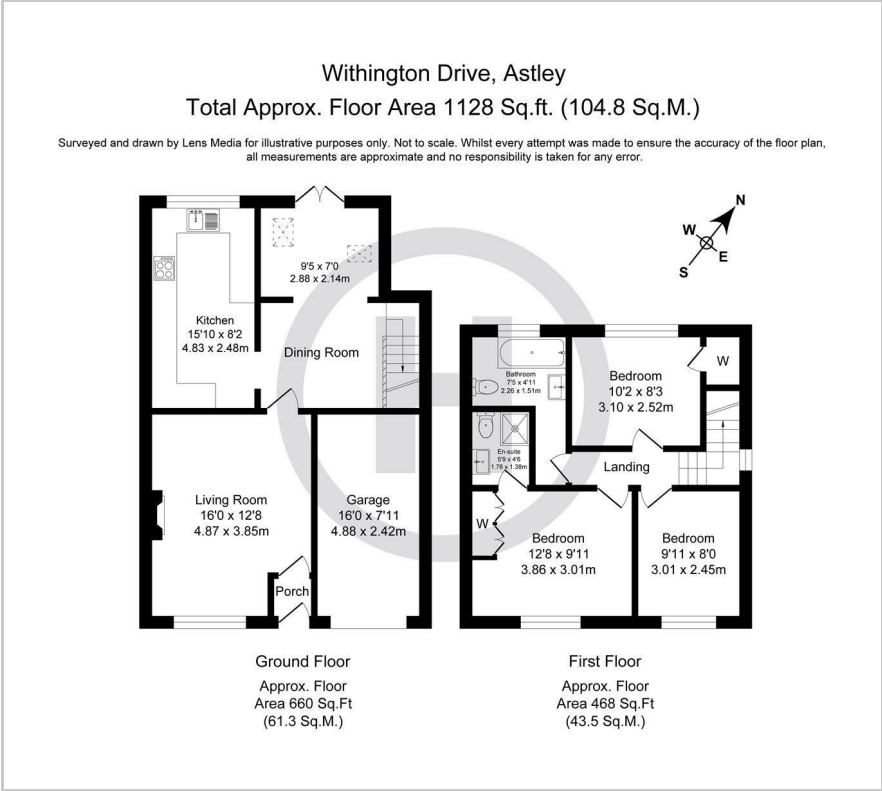 Withington Drive, Astley
Total Approx. Floor Area 1128 Sq.ft. (104.8 Sq.M.)
Surveyed and drawn by Lens Media for illustrative purposes only. Not to scale. Whilst every attempt was made to ensure the accuracy of the floor plan,
all measurements are approximate and no responsibility is taken for any error.
N
W
E
S
9'5 x 7'0
2.88 x 2.14m
Kitchen
15'10 x 8'2
4.83 x 2.48m
Dining Room
Living Room
16'0 x 12'8
4.87 x 3.85m
Garage
16'0 x 7'11
4.88 x 2.42m
Porch
Ground Floor
Approx. Floor
Area 660 Sq.Ft
(61.3 Sq.M.)
Bathroom
7'5 x 4'11
2.26 x 1.51m
Bedroom
10'2 x 8'3
3.10 x 2.52m
W
En-suite
5'9 x 4'6
1.76 x 1.38m
Landing
W
Bedroom
12'8 x 9'11
3.86 x 3.01m
Bedroom
9'11 x 8'0
3.01 x 2.45m
First Floor
Approx. Floor
Area 468 Sq.Ft
(43.5 Sq.M.)
H